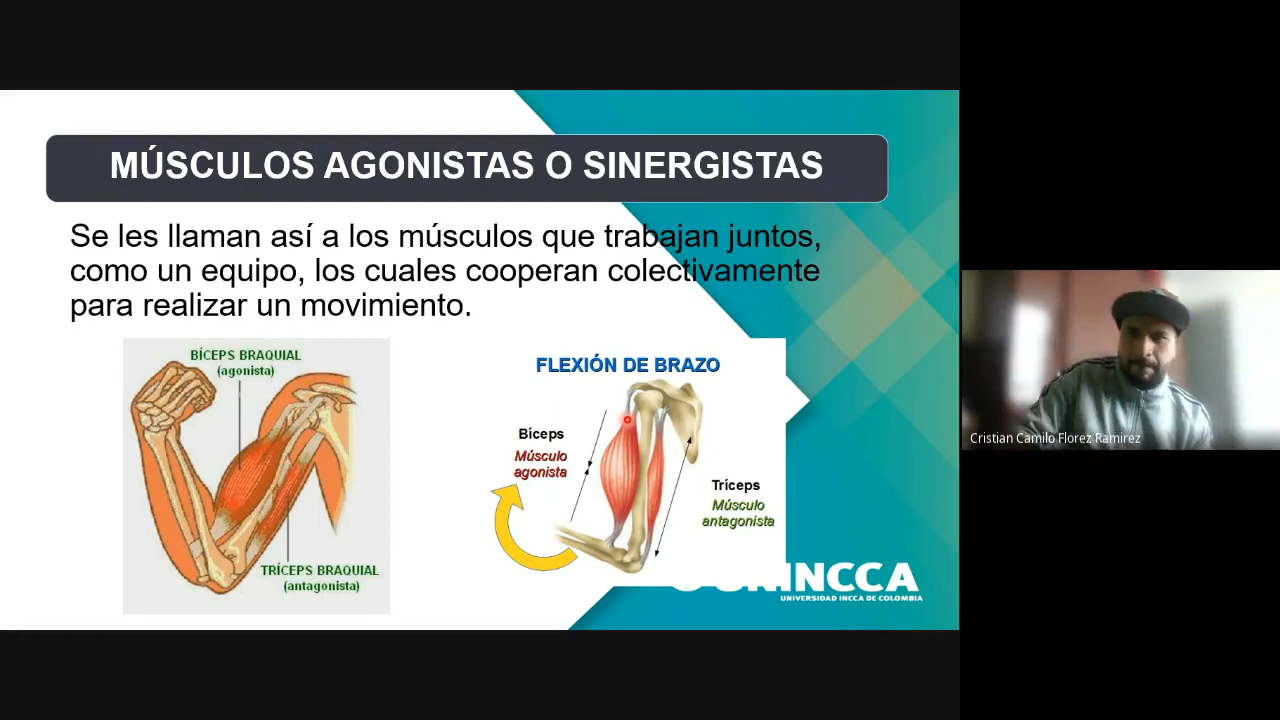 MÚSCULOS AGONISTAS O SINERGISTAS
Se les llaman así a los músculos que trabajan juntos,
como un equipo, los cuales cooperan colectivamente
para realizar un movimiento.
BÍCEPS BRAQUIAL
(agonista)
TRÍCEPS BRAQUIAL
(antagonista)
FLEXIÓN DE BRAZO
Bíceps
Músculo
agonista
Tríceps
Músculo
antagonista
UNIVERSIDAD INCCA DE COLOMBIA
Cristian Camilo Florez Ramirez